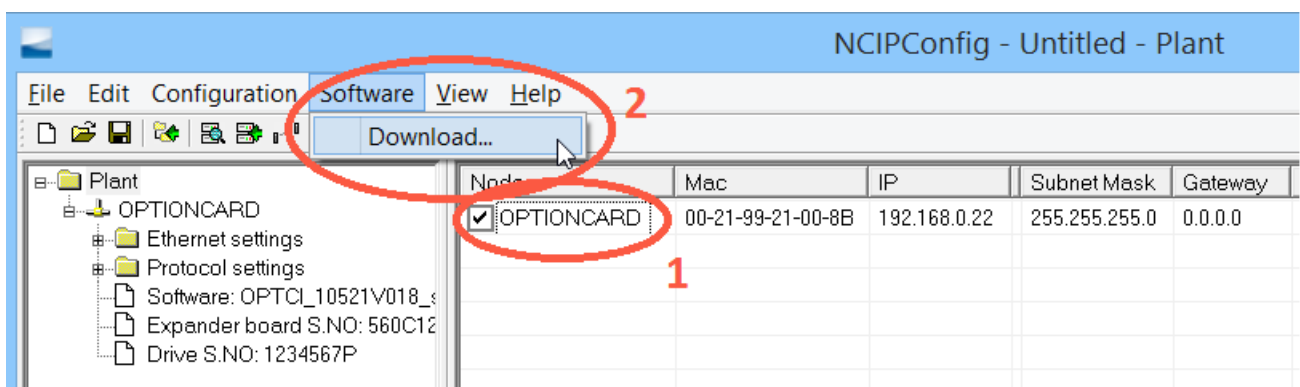 NCIPConfig - Untitled - Plant
File Edit Configuration Software View Help
2
Download...
Plant
OPTIONCARD
Ethernet settings
Protocol settings
Software: OPTCI_10521V018_s
Expander board S.NO: 560C12
Drive S.NO: 1234567P
Node Mac IP Subnet Mask Gateway
OPTIONCARD 00-21-99-21-00-8B 192.168.0.22 255.255.255.0 0.0.0.0
1